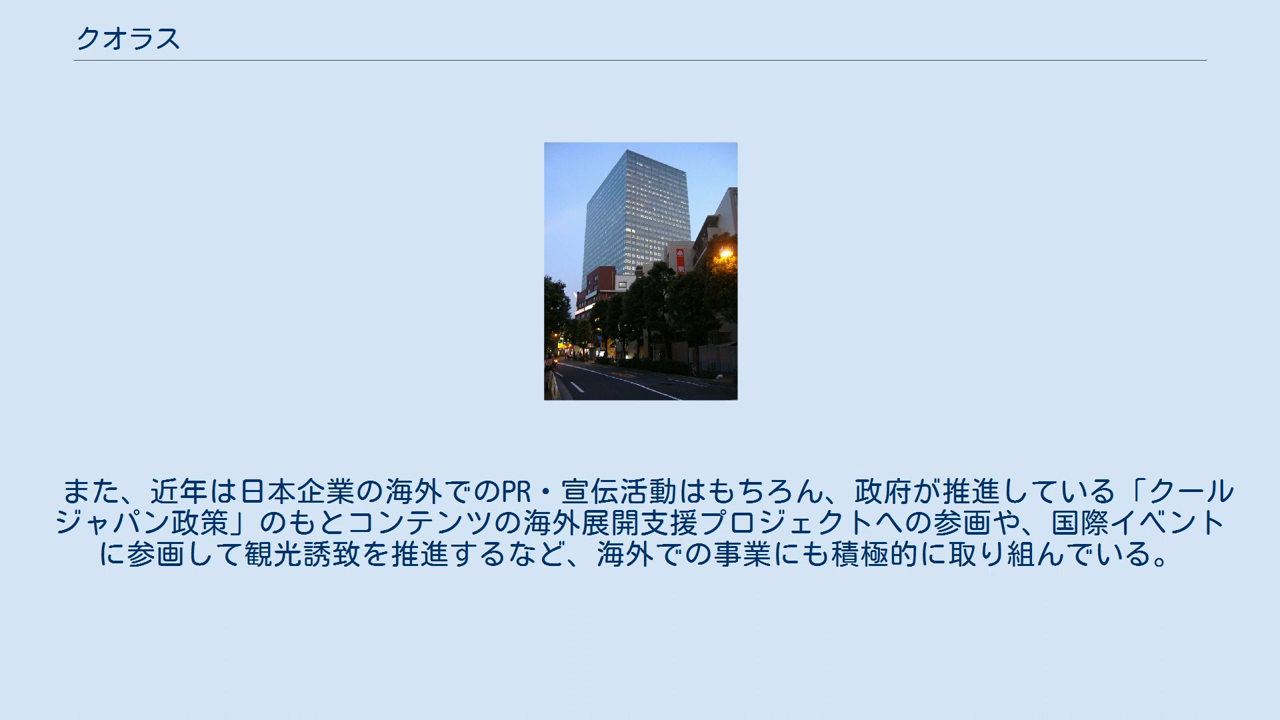 クオラス
また、近年は日本企業の海外でのPR・宣伝活動はもちろん、政府が推進している「クール
ジャパン政策」のもとコンテンツの海外展開支援プロジェクトへの参画や、国際イベント
に参画して観光誘致を推進するなど、海外での事業にも積極的に取り組んでいる。